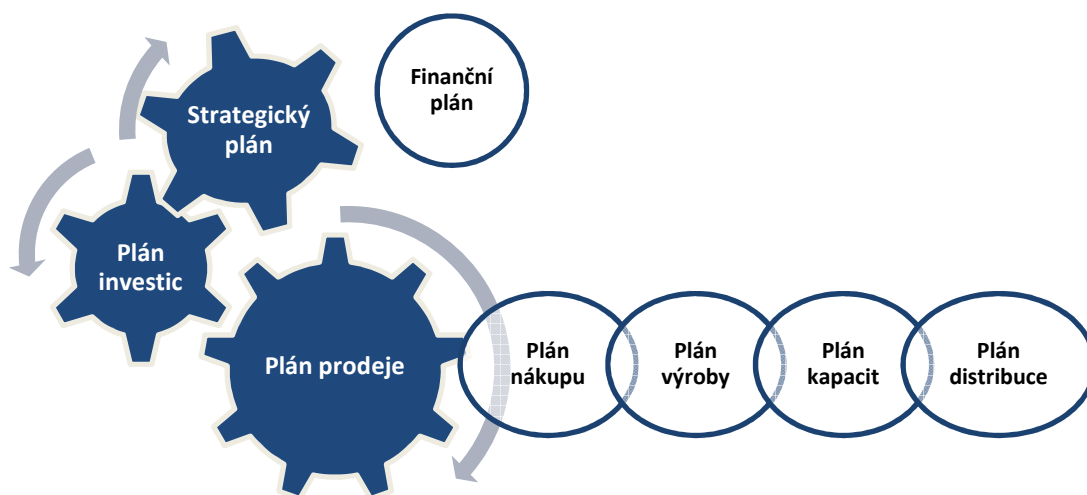 Strategický
plán
Finanční
plán
Plán
investic
Plán prodeje
Plán
nákupu
Plán
výroby
Plán
kapacit
Plán
distribuce